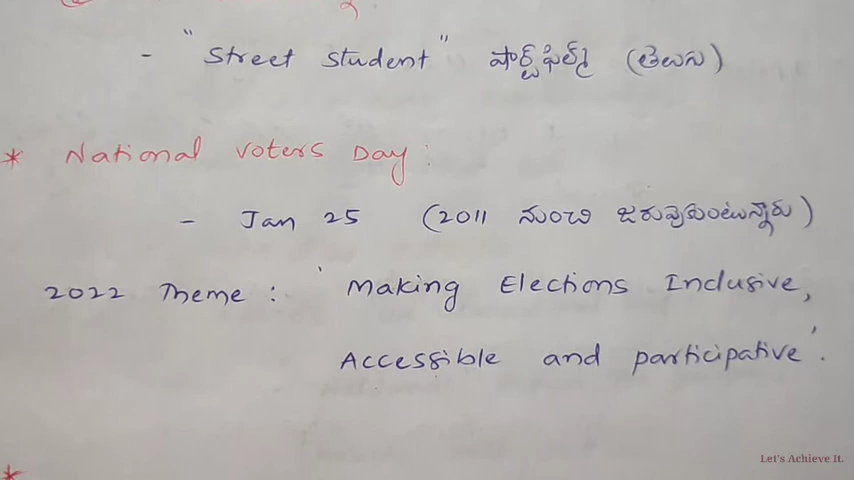 - "Street Student" షార్ట్ ఫిల్మ్ (తెలుగు)
* National Voters Day :
- Jan 25 (2011 నుంచి జరుపుకుంటున్నారు)
2022 Theme : 'Making Elections Inclusive,
Accessible and participative'.
*
Let's Achieve It.